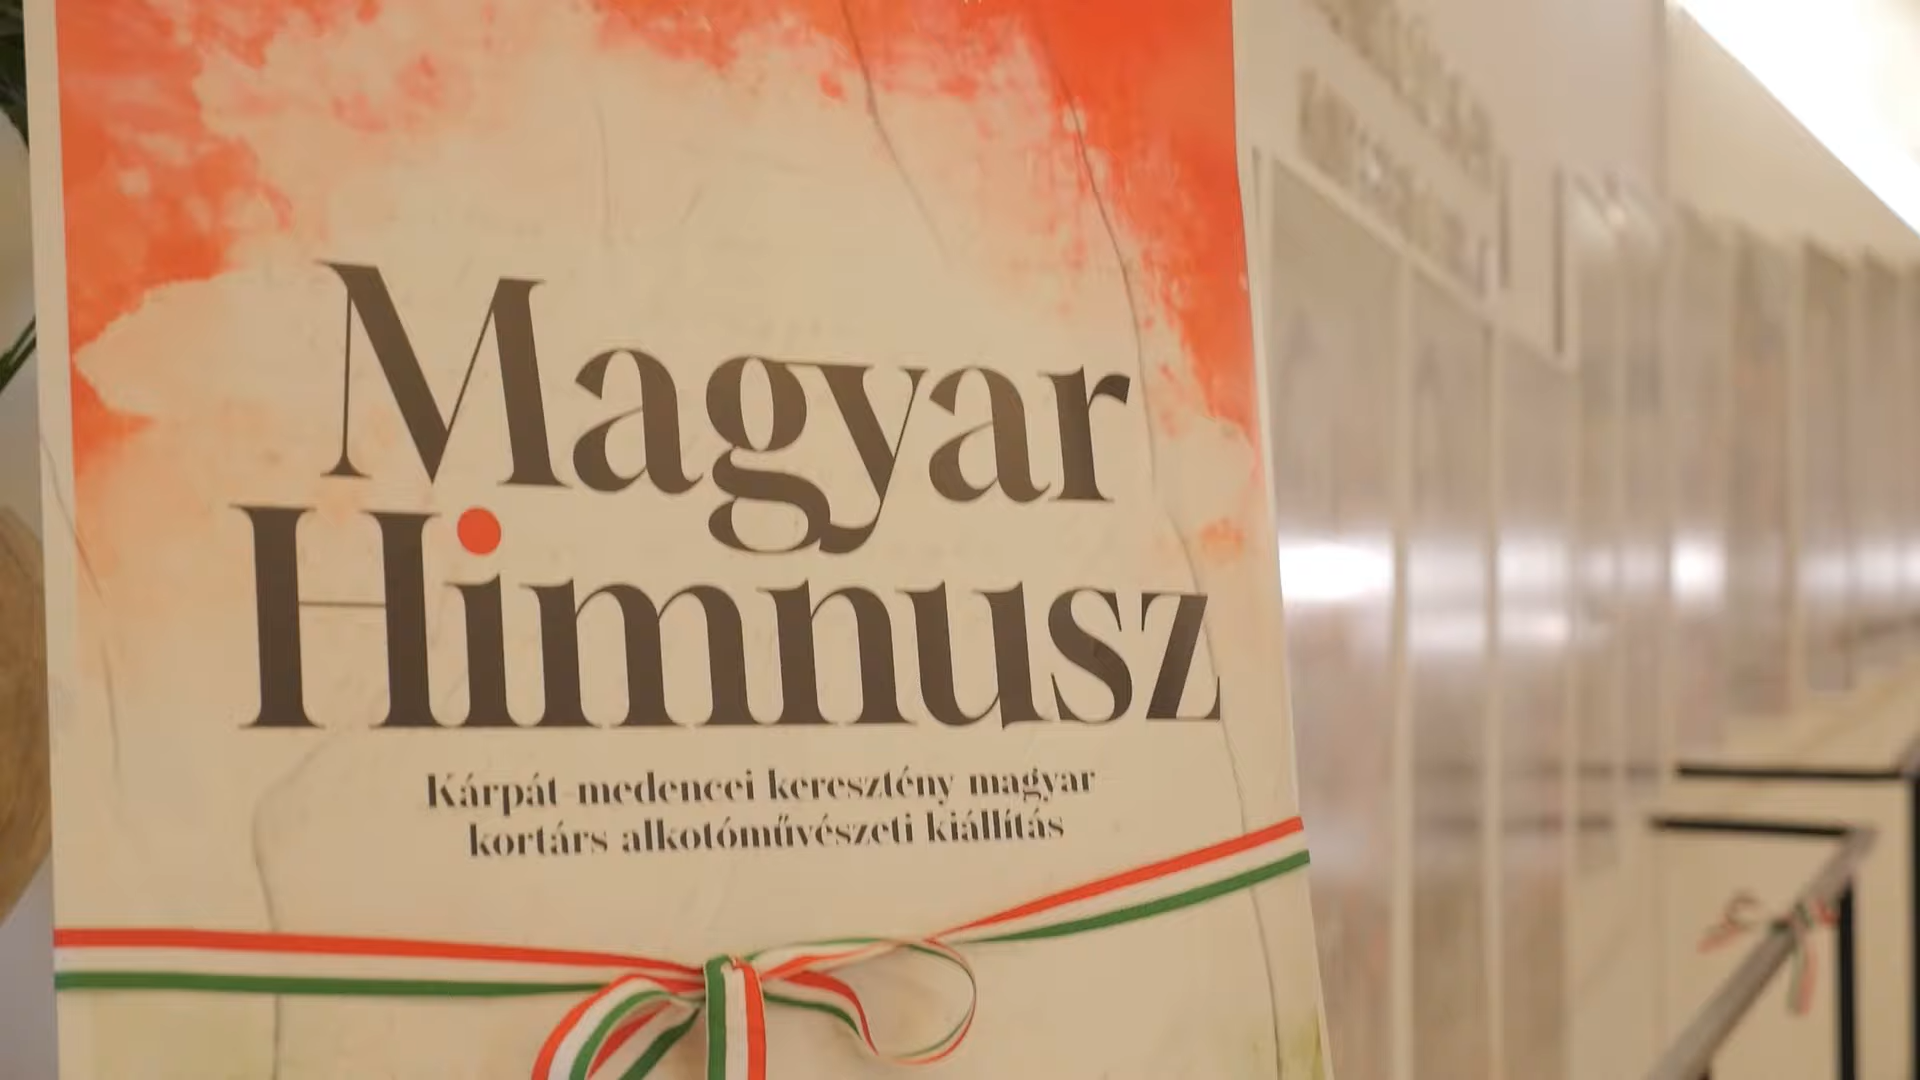 Magyar
Himnusz
Kárpát-medencei keresztény magyar
kortárs alkotóművészeti kiállítás